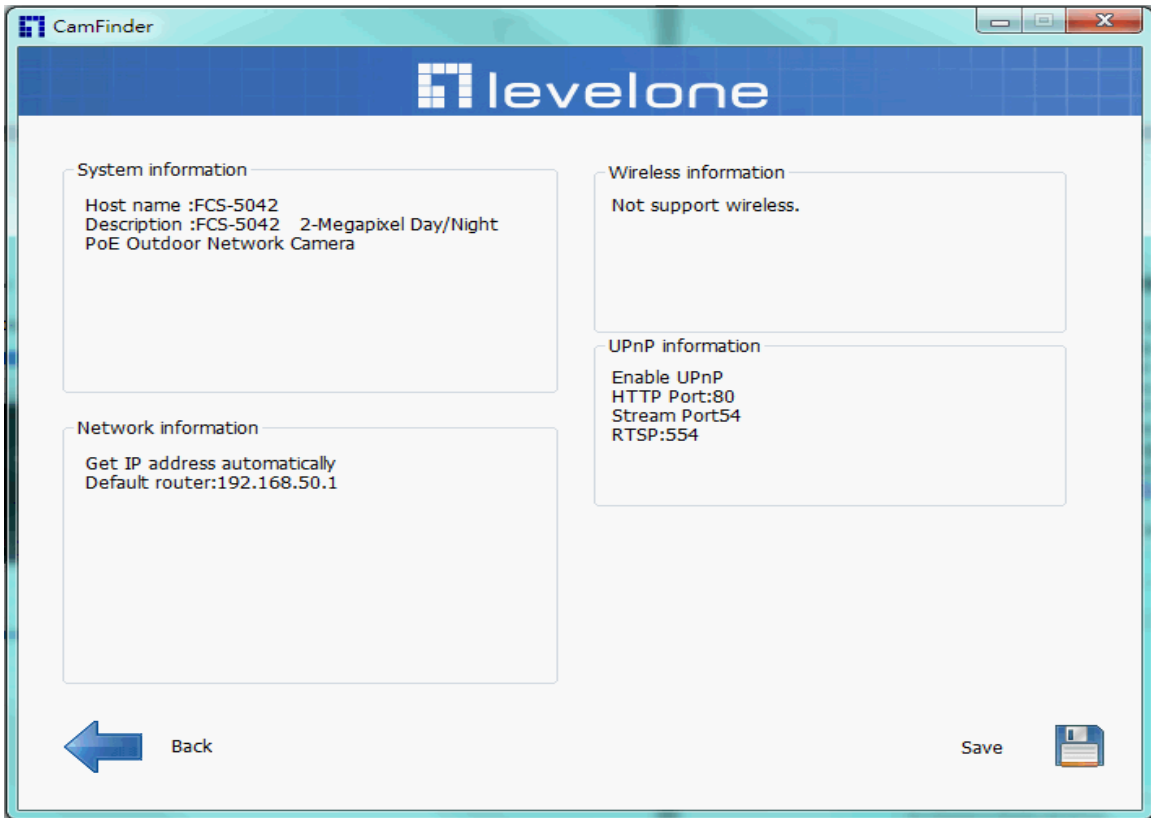 CamFinder
levelone
System information
Host name :FCS-5042
Description :FCS-5042 2-Megapixel Day/Night
PoE Outdoor Network Camera
Network information
Get IP address automatically
Default router:192.168.50.1
Wireless information
Not support wireless.
UPnP information
Enable UPnP
HTTP Port:80
Stream Port54
RTSP:554
Back
Save